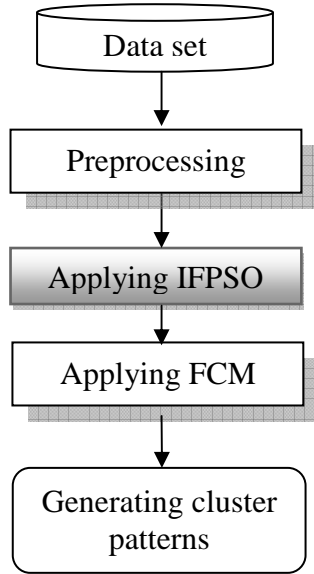 Data set
Preprocessing
Applying IFPSO
Applying FCM
Generating cluster
patterns